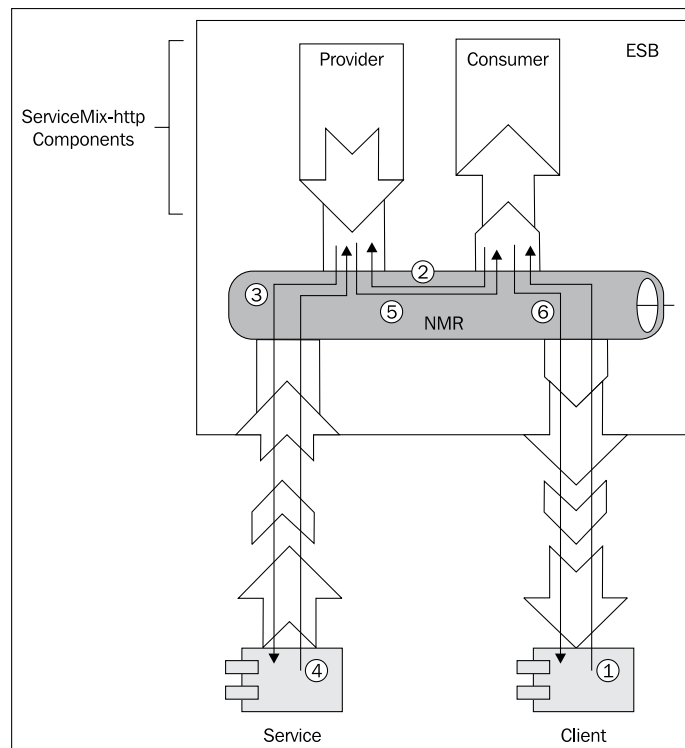 Provider
Consumer
ESB
ServiceMix-http
Components
2
3
5
6
NMR
4
1
Service
Client